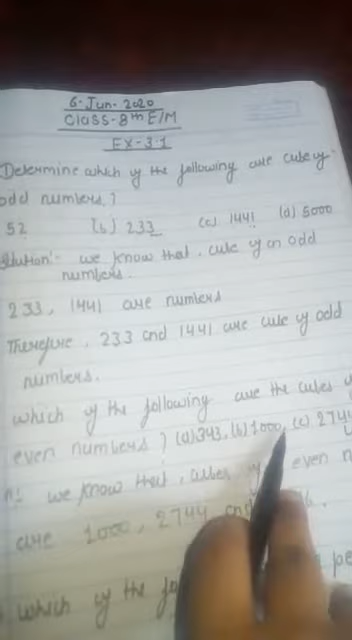 6-Jun-2020
Class-8th E/M
EX-3.1
Determine which of the following are cube of
odd numbers?
52 (b) 233 (c) 1441 (d) 5000
we know that, cube of an odd
numbers.
233, 1441 are numbers
Therefore, 233 and 1441 are cube of odd
numbers.
which of the following are the cubes
even numbers? (a) 343, (b) 1000, (c) 2744
we know that, cubes even
are 1000, 2744 and
which of the